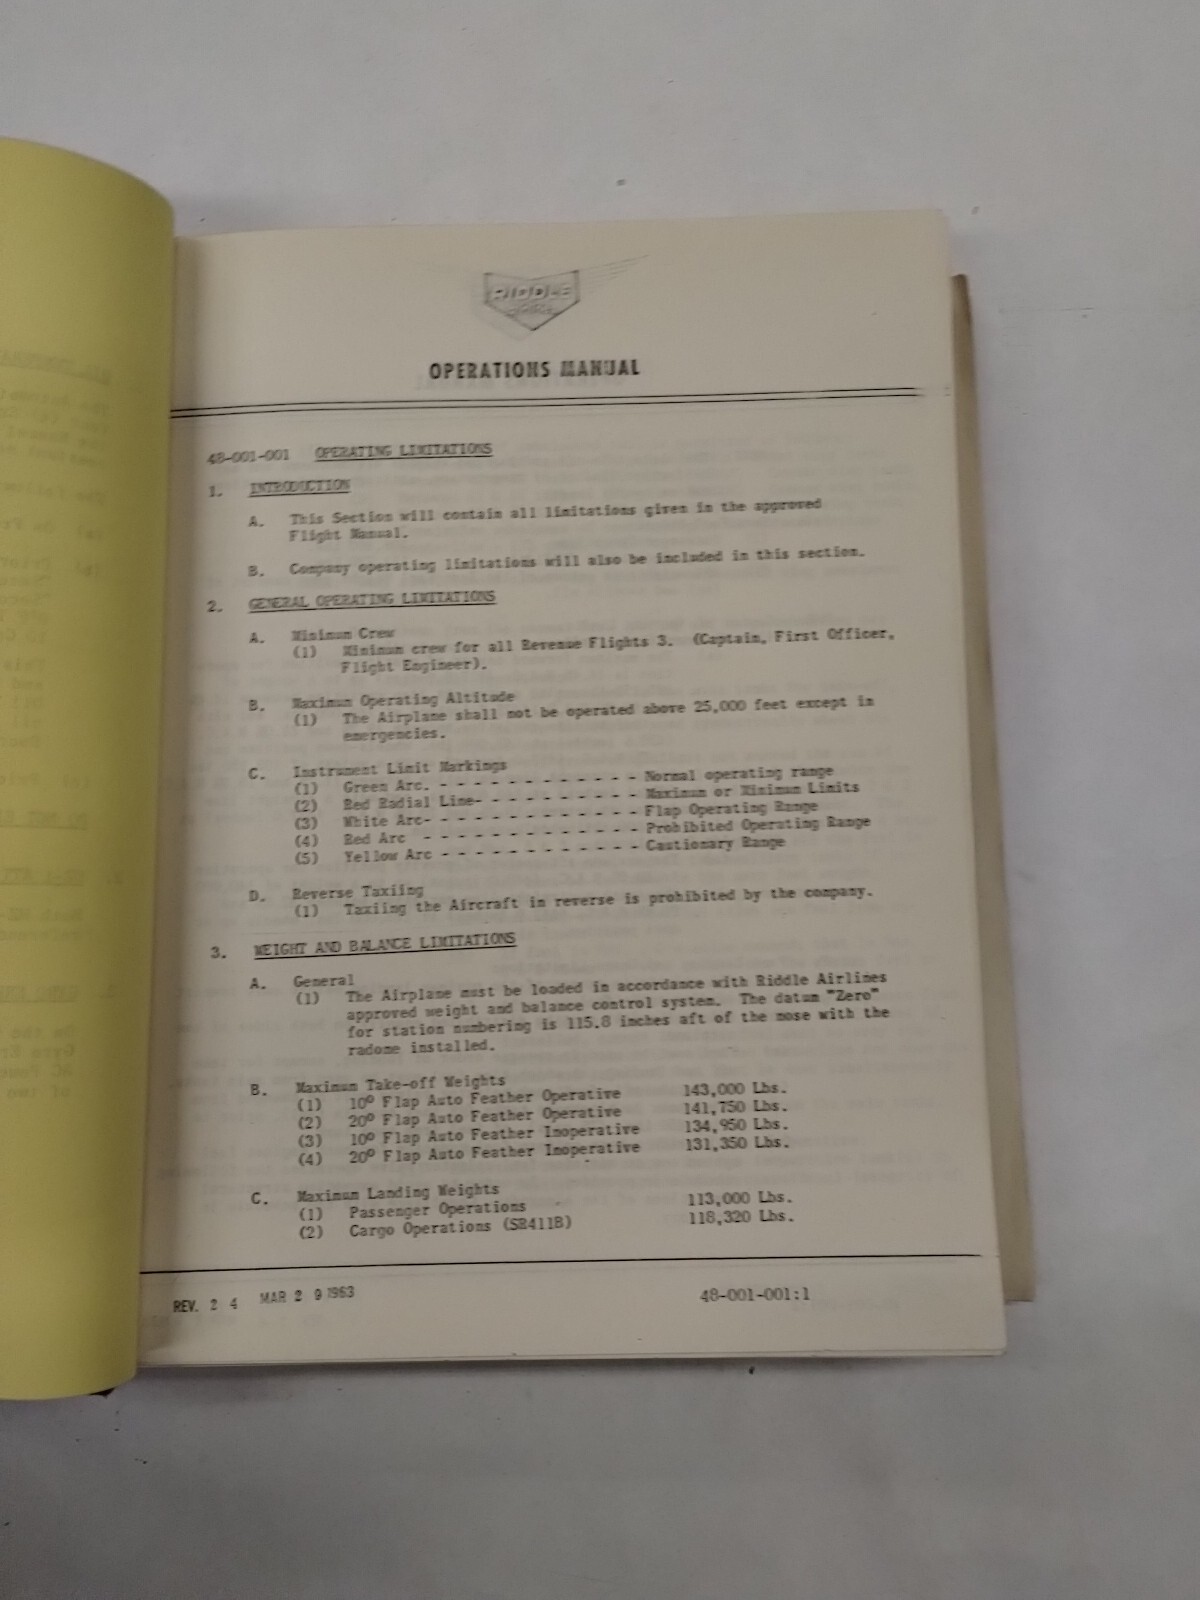 RIDDLE
OPERATIONS MANUAL
48-001-001 OPERATING LIMITATIONS
1. INTRODUCTION
A. This Section will contain all limitations given in the approved
Flight Manual.
B. Company operating limitations will also be included in this section.
2. GENERAL OPERATING LIMITATIONS
A. Minimum Crew
(1) Minimum crew for all Revenue Flights 3. (Captain, First Officer,
Flight Engineer).
B. Maximum Operating Altitude
(1) The Airplane shall not be operated above 25,000 feet except in
emergencies.
C. Instrument Limit Markings
(1) Green Arc. - - - - - - - - - - - - Normal operating range
(2) Red Radial Line- - - - - - - - - - Maximum or Minimum Limits
(3) White Arc- - - - - - - - - - - - - Flap Operating Range
(4) Red Arc - - - - - - - - - - - - - Prohibited Operating Range
(5) Yellow Arc - - - - - - - - - - - - Cautionary Range
D. Reverse Taxiing
(1) Taxiing the Aircraft in reverse is prohibited by the company.
3. WEIGHT AND BALANCE LIMITATIONS
A. General
(1) The Airplane must be loaded in accordance with Riddle Airlines
approved weight and balance control system. The datum "Zero"
for station numbering is 115.8 inches aft of the nose with the
radome installed.
B. Maximum Take-off Weights
(1) 10° Flap Auto Feather Operative 143,000 Lbs.
(2) 20° Flap Auto Feather Operative 141,750 Lbs.
(3) 10° Flap Auto Feather Inoperative 134,950 Lbs.
(4) 20° Flap Auto Feather Inoperative 131,350 Lbs.
C. Maximum Landing Weights
(1) Passenger Operations 113,000 Lbs.
(2) Cargo Operations (SR411B) 118,320 Lbs.
REV. 2 4 MAR 2 9 1963 48-001-001:1